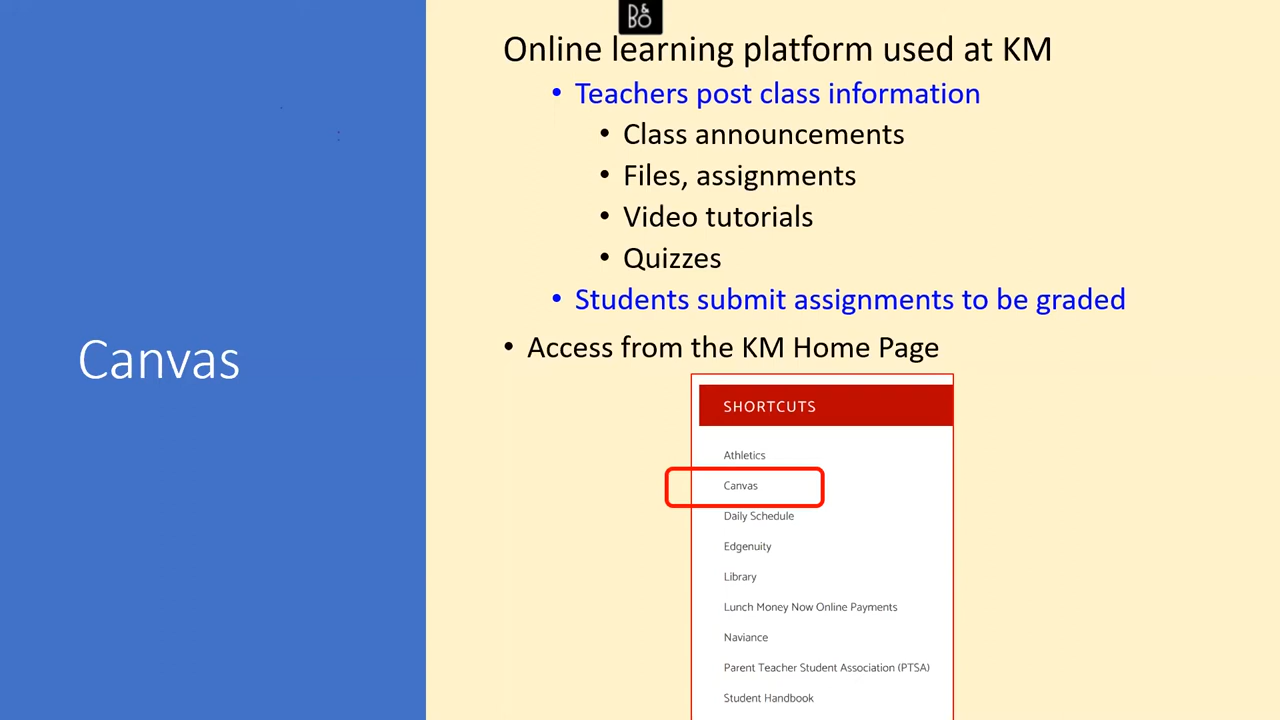 B&O
Online learning platform used at KM
• Teachers post class information
• Class announcements
• Files, assignments
• Video tutorials
• Quizzes
• Students submit assignments to be graded
Canvas
• Access from the KM Home Page
SHORTCUTS
Athletics
Canvas
Daily Schedule
Edgenuity
Library
Lunch Money Now Online Payments
Naviance
Parent Teacher Student Association (PTSA)
Student Handbook